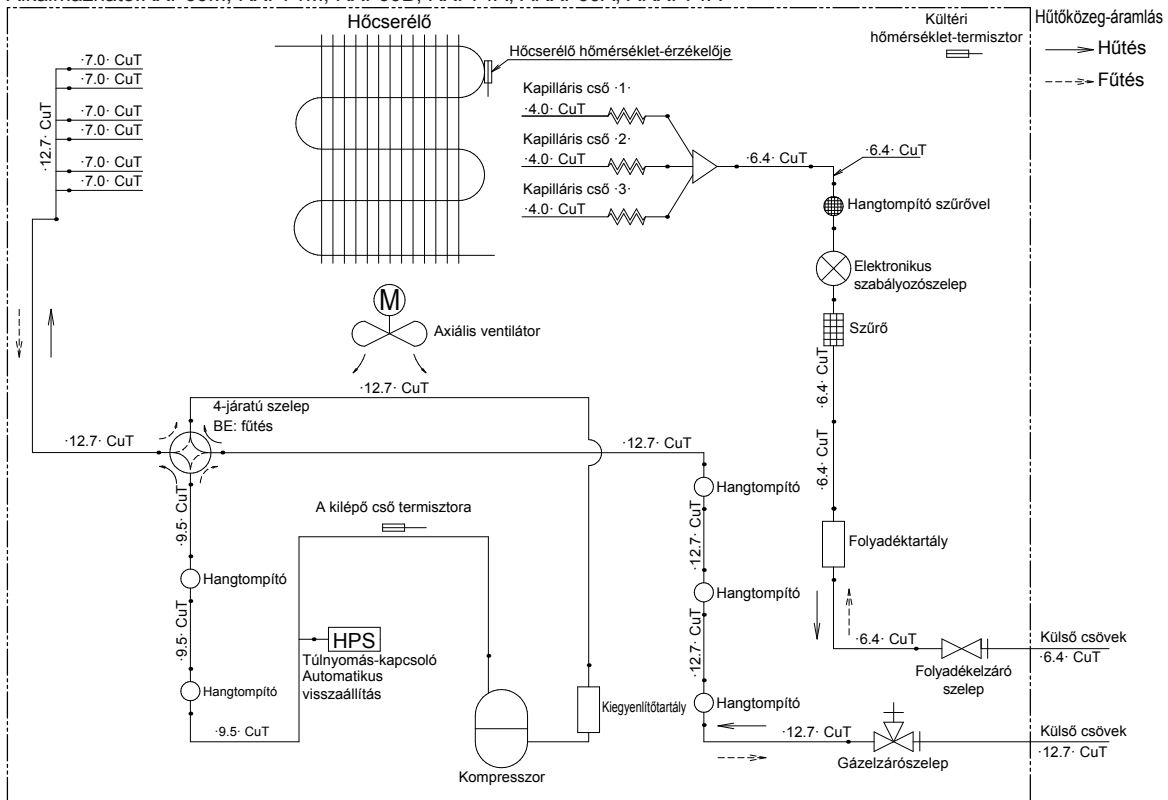 Hőcserélő
Kültéri
hőmérséklet-termisztor
Hűtőközeg-áramlás
Hűtés
Fűtés
Hőcserélő hőmérséklet-érzékelője
·7.0· CuT
·7.0· CuT
·7.0· CuT
·7.0· CuT
·7.0· CuT
·7.0· CuT
·12.7· CuT
Kapilláris cső ·1·
·4.0· CuT
Kapilláris cső ·2·
·4.0· CuT
Kapilláris cső ·3·
·4.0· CuT
·6.4· CuT
·6.4· CuT
Hangtompító szűrővel
Elektronikus
szabályozószelep
Szűrő
·6.4· CuT
·6.4· CuT
M
Axiális ventilátor
·12.7· CuT
4-járatú szelep
BE: fűtés
·12.7· CuT
·12.7· CuT
·9.5· CuT
Hangtompító
·9.5· CuT
Hangtompító
·9.5· CuT
A kilépő cső termisztora
HPS
Túlnyomás-kapcsoló
Automatikus
visszaállítás
Kompresszor
Kiegyenlítőtartály
Hangtompító
·12.7· CuT
Hangtompító
·12.7· CuT
Hangtompító
Folyadéktartály
·6.4· CuT
Folyadékelzáró
szelep
Külső csövek
·6.4· CuT
·12.7· CuT
Gázelzárószelep
Külső csövek
·12.7· CuT